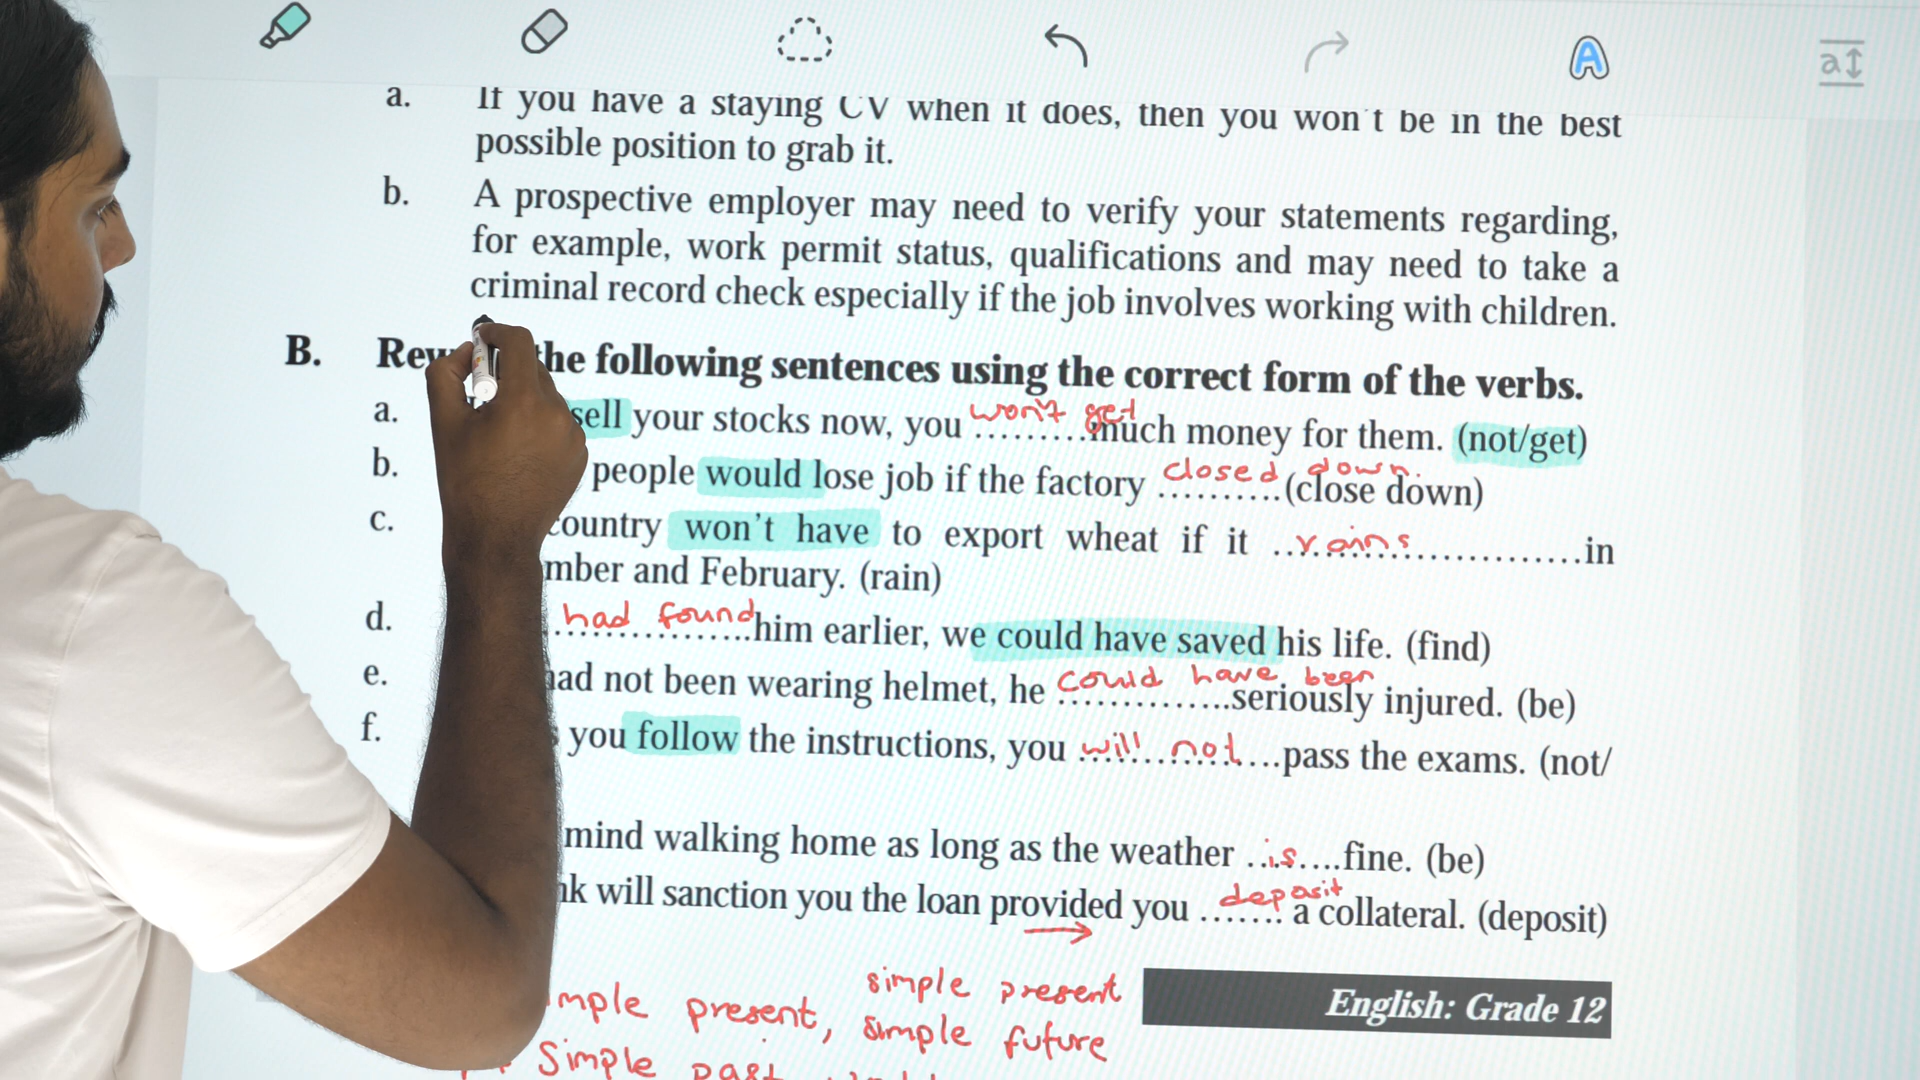 a. If you have a staying CV when it does, then you won't be in the best
possible position to grab it.
b. A prospective employer may need to verify your statements regarding,
for example, work permit status, qualifications and may need to take a
criminal record check especially if the job involves working with children.
B. the following sentences using the correct form of the verbs.
a. sell your stocks now, you won't get ......... much money for them. (not/get)
b. people would lose job if the factory closed down. .......... (close down)
c. country won't have to export wheat if it ..rains.......................in
and February. (rain)
d. had found ................him earlier, we could have saved his life. (find)
e. had not been wearing helmet, he could have been ..............seriously injured. (be)
f. you follow the instructions, you will not ................pass the exams. (not/
mind walking home as long as the weather ..is....fine. (be)
will sanction you the loan provided you deposit ....... a collateral. (deposit)
simple present
present, simple future
Simple past
English: Grade 12
A
a